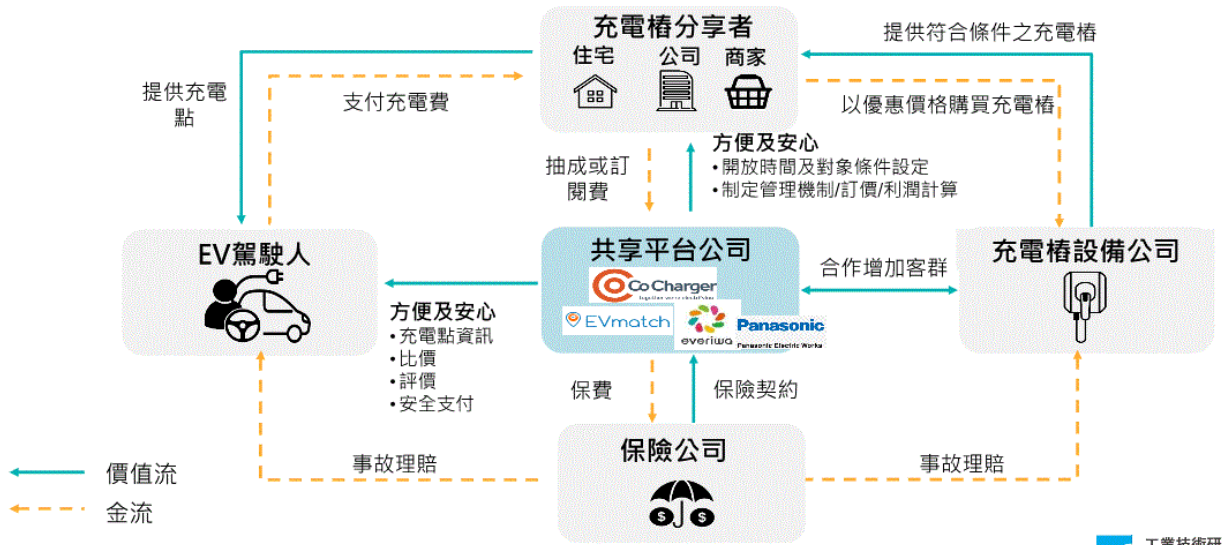 充電樁分享者
住宅
公司
商家
提供符合條件之充電樁
提供充電
點
支付充電費
以優惠價格購買充電樁
抽成或訂
閱費
方便及安心
•開放時間及對象條件設定
•制定管理機制/訂價/利潤計算
EV駕駛人
共享平台公司
Co Charger
EVmatch
everiwa
Panasonic
Panasonic Electric Works
合作增加客群
充電樁設備公司
方便及安心
•充電點資訊
•比價
•評價
•安全支付
保費
保險契約
保險公司
$ $
事故理賠
事故理賠
價值流
金流
工業技術研